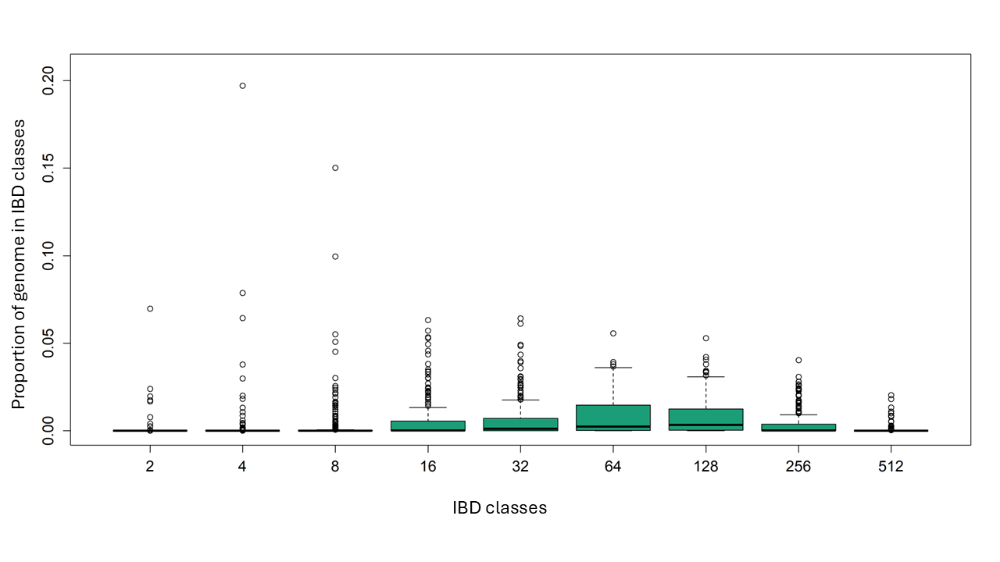 Proportion of genome in IBD classes
0.20
0.15
0.10
0.05
0.00
2 4 8 16 32 64 128 256 512
IBD classes